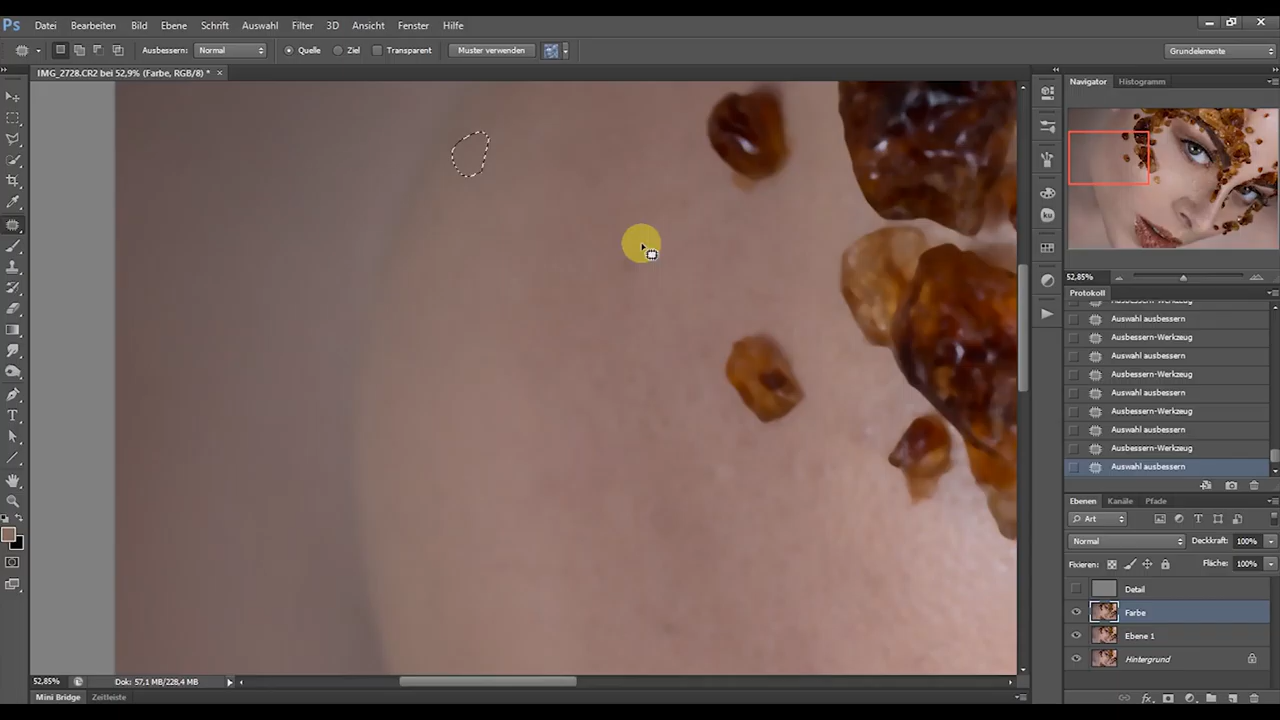 Ps Datei Bearbeiten Bild Ebene Schrift Auswahl Filter 3D Ansicht Fenster Hilfe
Ausbessern: Normal Quelle Ziel Transparent Muster verwenden Grundelemente
IMG_2728.CR2 bei 52,9% (Farbe, RGB/8) *
Navigator Histogramm
52,85%
Protokoll
Ausbessern-Werkzeug
Auswahl ausbessern
Ausbessern-Werkzeug
Auswahl ausbessern
Ausbessern-Werkzeug
Auswahl ausbessern
Ausbessern-Werkzeug
Auswahl ausbessern
Ausbessern-Werkzeug
Auswahl ausbessern
Ebenen Kanäle Pfade
Art
Normal Deckkraft: 100%
Fixieren: Fläche: 100%
Detail
Farbe
Ebene 1
Hintergrund
52,85% Dok: 57,1 MB/228,4 MB
Mini Bridge Zeitleiste